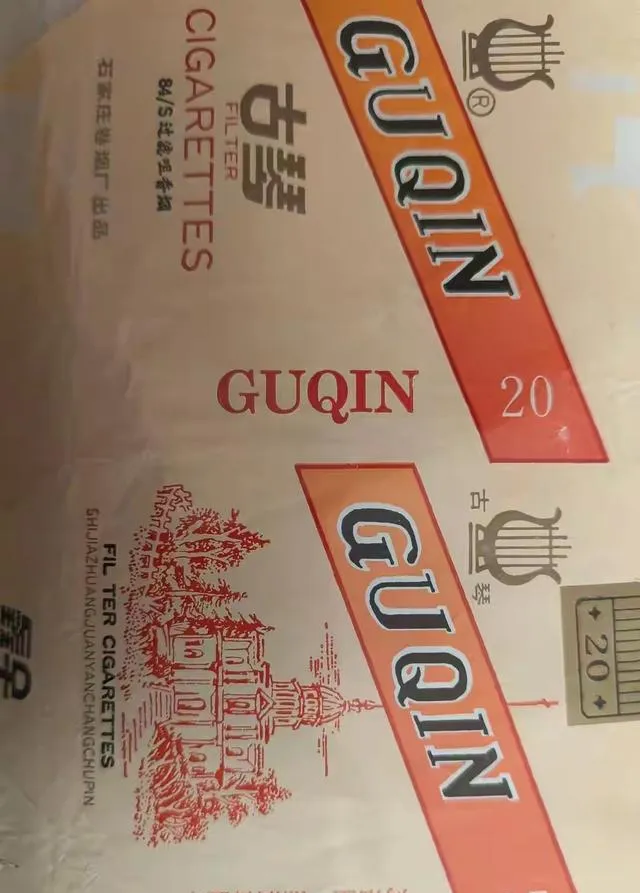 GUQIN
®
古琴
FILTER
CIGARETTES
84/S过滤咀香烟
石家庄卷烟厂出品
20
GUQIN
古琴
GUQIN
20
FIL TER CIGARETTES
SHIJIAZHUANGJUANYANCHANGCHUPIN